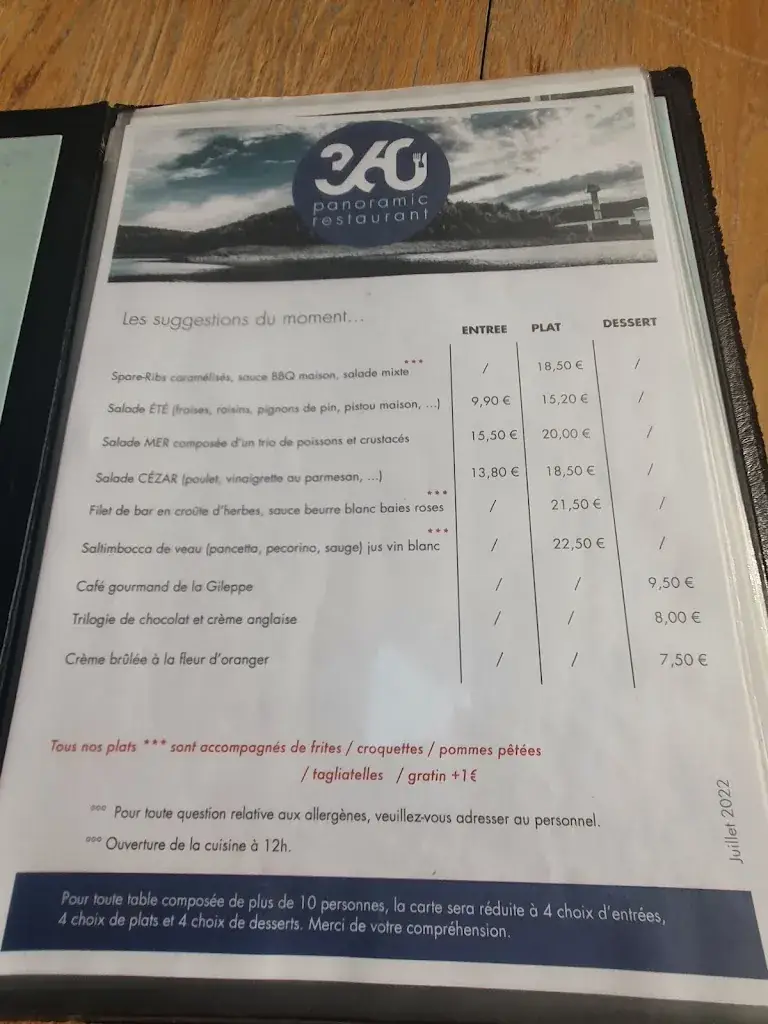 360
panoramic
restaurant
Les suggestions du moment...
ENTREE PLAT DESSERT
Spare-Ribs caramélisés, sauce BBQ maison, salade mixte *** / 18,50 € /
Salade ÉTÉ (fraises, raisins, pignons de pin, pistou maison, ...) 9,90 € 15,20 € /
Salade MER composée d'un trio de poissons et crustacés 15,50 € 20,00 € /
Salade CÉZAR (poulet, vinaigrette au parmesan, ...) 13,80 € 18,50 € /
Filet de bar en croûte d'herbes, sauce beurre blanc baies roses *** / 21,50 € /
Saltimbocca de veau (pancetta, pecorino, sauge) jus vin blanc *** / 22,50 € /
Café gourmand de la Gileppe / / 9,50 €
Trilogie de chocolat et crème anglaise / / 8,00 €
Crème brûlée à la fleur d'oranger / / 7,50 €
Tous nos plats *** sont accompagnés de frites / croquettes / pommes pêtées
/ tagliatelles / gratin +1€
°°° Pour toute question relative aux allergènes, veuillez-vous adresser au personnel.
°°° Ouverture de la cuisine à 12h.
Juillet 2022
Pour toute table composée de plus de 10 personnes, la carte sera réduite à 4 choix d'entrées,
4 choix de plats et 4 choix de desserts. Merci de votre compréhension.